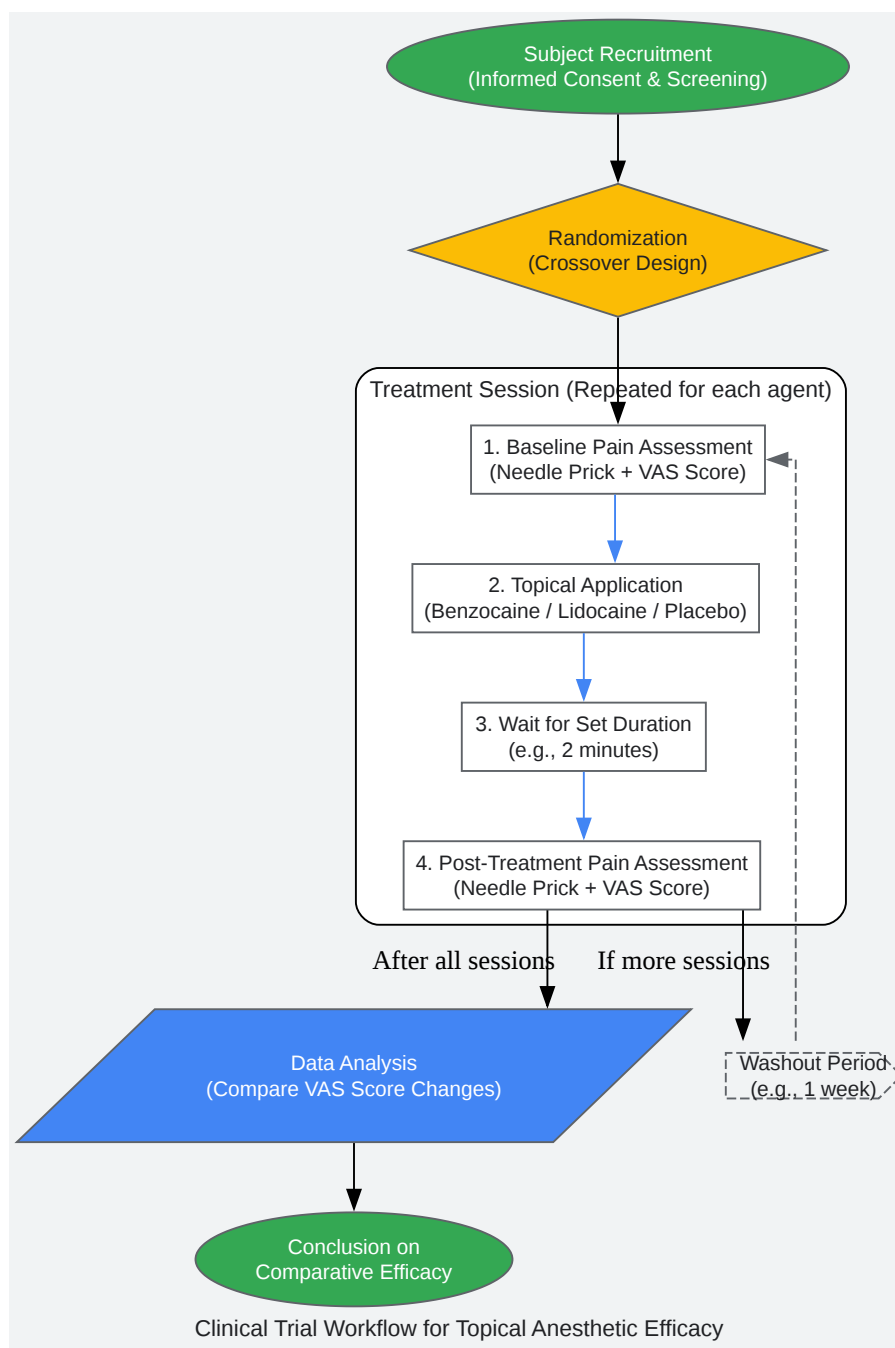 Subject Recruitment
(Informed Consent & Screening)
Randomization
(Crossover Design)
Treatment Session (Repeated for each agent)
1. Baseline Pain Assessment
(Needle Prick + VAS Score)
2. Topical Application
(Benzocaine / Lidocaine / Placebo)
3. Wait for Set Duration
(e.g., 2 minutes)
4. Post-Treatment Pain Assessment
(Needle Prick + VAS Score)
After all sessions
If more sessions
Data Analysis
(Compare VAS Score Changes)
Washout Period
(e.g., 1 week)
Conclusion on
Comparative Efficacy
Clinical Trial Workflow for Topical Anesthetic Efficacy